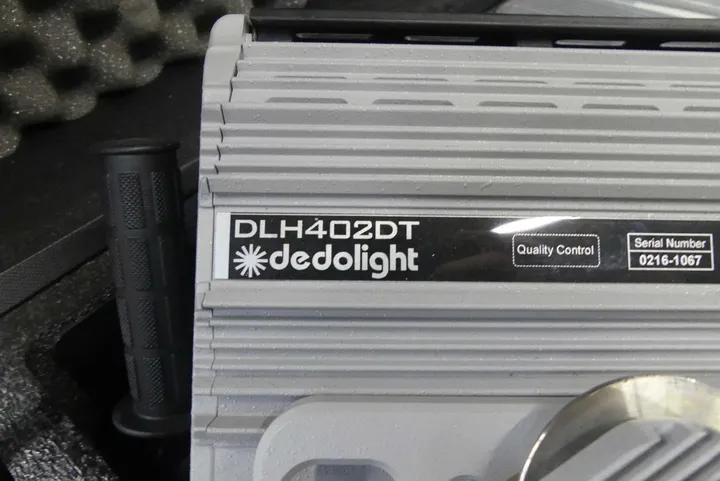 DLH402DT
dedolight
Quality Control
Serial Number
0216-1067